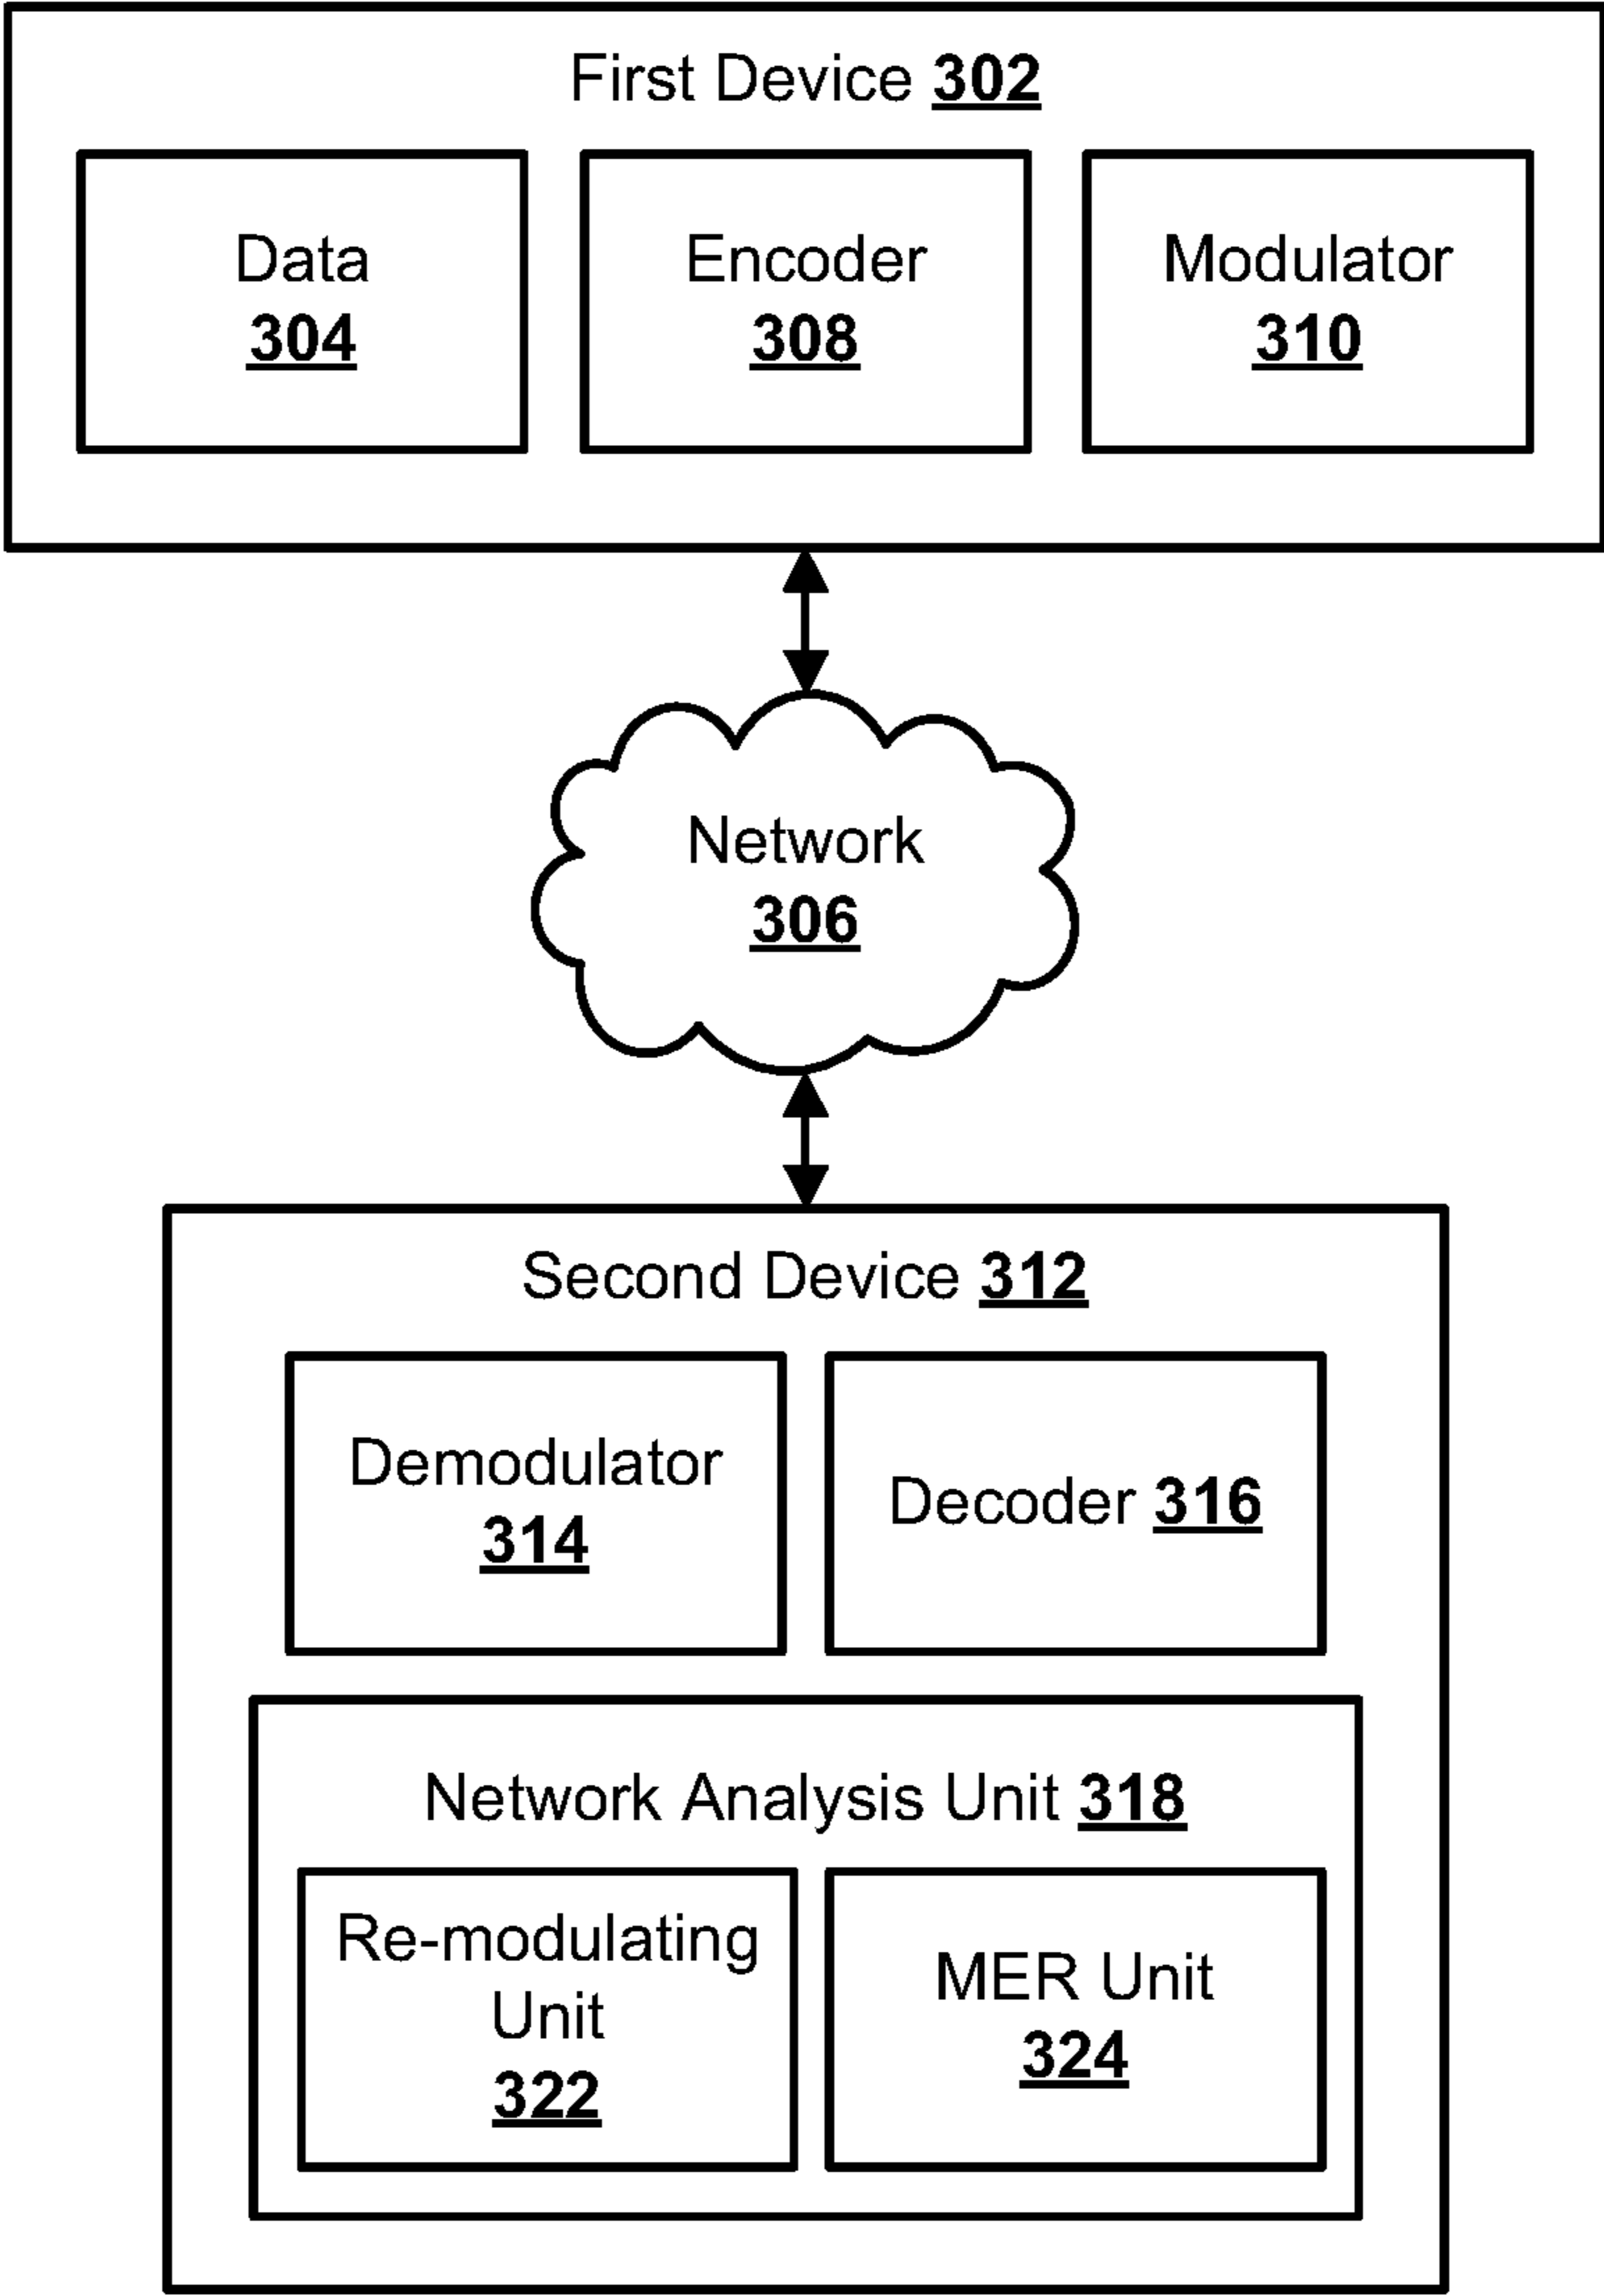 First Device 302
Data
304
Encoder
308
Modulator
310
Network
306
Second Device 312
Demodulator
314
Decoder 316
Network Analysis Unit 318
Re-modulating
Unit
322
MER Unit
324